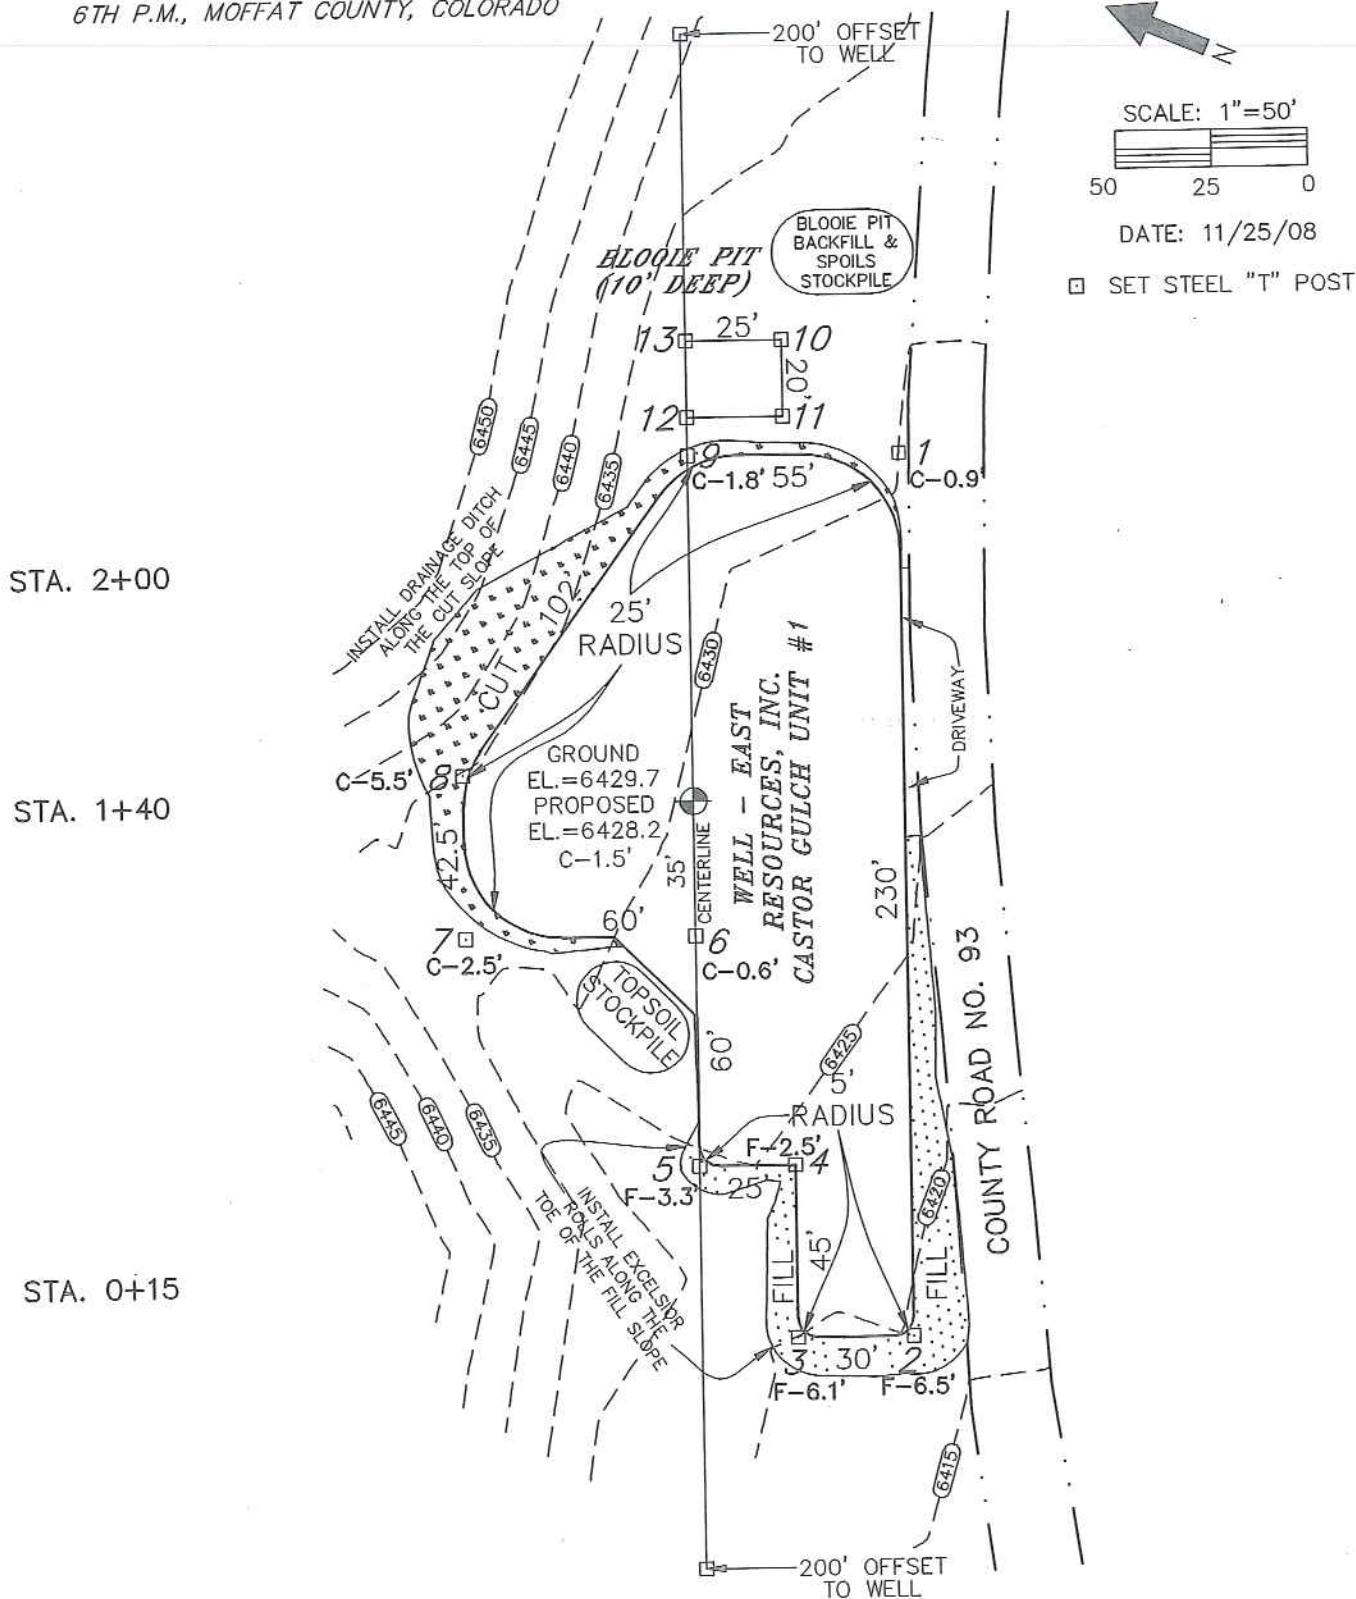 6TH P.M., MOFFAT COUNTY, COLORADO
200' OFFSET
TO WELL
N
SCALE: 1"=50'
50 25 0
DATE: 11/25/08
SET STEEL "T" POST
BLOOIE PIT
BACKFILL &
SPOILS
STOCKPILE
BLOOIE PIT
(10' DEEP)
13
25'
10
20'
12
11
6450
6445
6440
6435
9
1
C-1.8'
55'
C-0.9'
INSTALL DRAINAGE DITCH
ALONG THE TOP OF
THE CUT SLOPE
STA. 2+00
102'
CUT
25'
RADIUS
6430
WELL - EAST
RESOURCES, INC.
CASTOR GULCH UNIT #1
DRIVEWAY
C-5.5'
8
GROUND
EL.=6429.7
PROPOSED
EL.=6428.2
C-1.5'
STA. 1+40
42.5'
35'
CENTERLINE
230'
60'
7
C-2.5'
6
C-0.6'
TOPSOIL
STOCKPILE
60'
COUNTY ROAD NO. 93
6425
5'
RADIUS
6445
6440
6435
F-2.5'
5
4
F-3.3'
25'
6420
INSTALL EXCELSIOR
ROLLS ALONG THE
TOE OF THE FILL SLOPE
45'
FILL
FILL
STA. 0+15
3
30'
2
F-6.1'
F-6.5'
6415
200' OFFSET
TO WELL